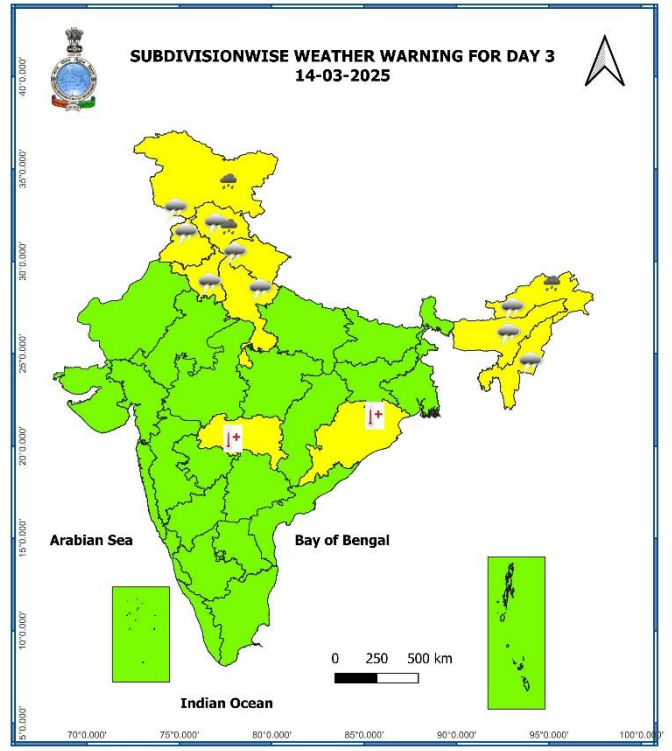 SUBDIVISIONWISE WEATHER WARNING FOR DAY 3
14-03-2025
40°0.000'
35°0.000'
30°0.000'
25°0.000'
20°0.000'
15°0.000'
10°0.000'
5°0.000'
Arabian Sea
Bay of Bengal
0 250 500 km
Indian Ocean
70°0.000' 75°0.000' 80°0.000' 85°0.000' 90°0.000' 95°0.000' 100°0.000'